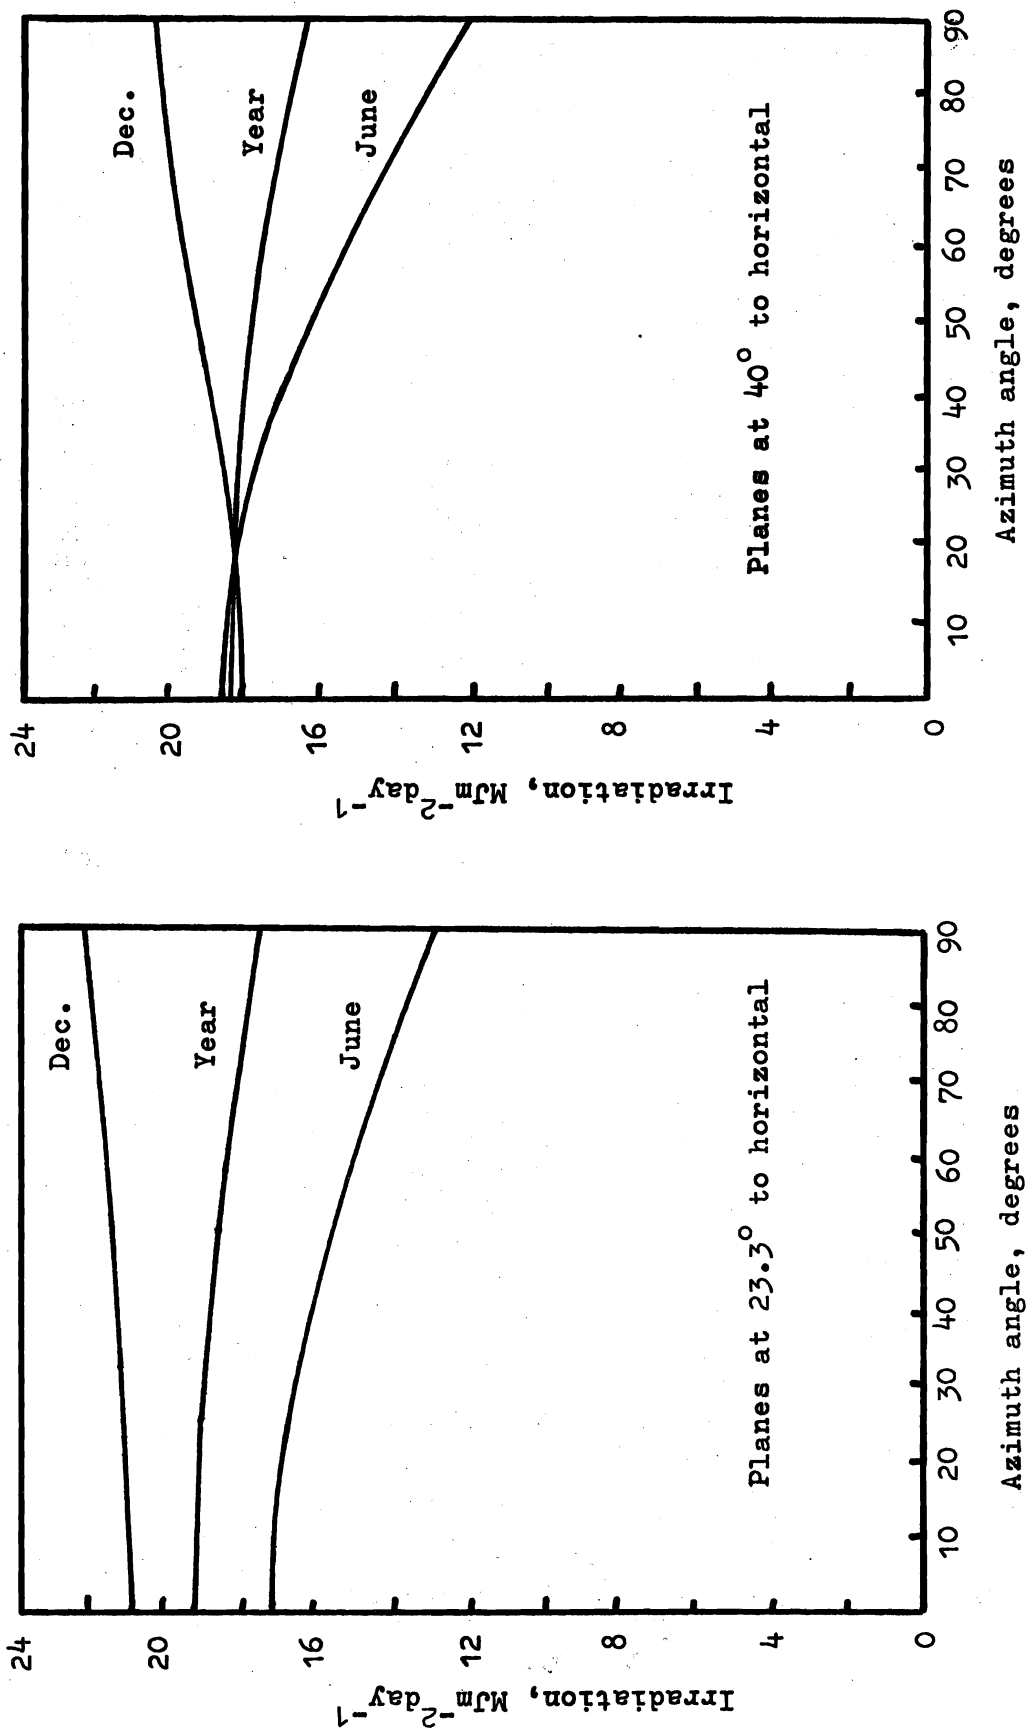 24
20
16
12
8
4
0
Irradiation, MJm⁻²day⁻¹
Dec.
Year
June
Planes at 23.3° to horizontal
10 20 30 40 50 60 70 80 90
Azimuth angle, degrees
24
20
16
12
8
4
0
Irradiation, MJm⁻²day⁻¹
Dec.
Year
June
Planes at 40° to horizontal
10 20 30 40 50 60 70 80 90
Azimuth angle, degrees